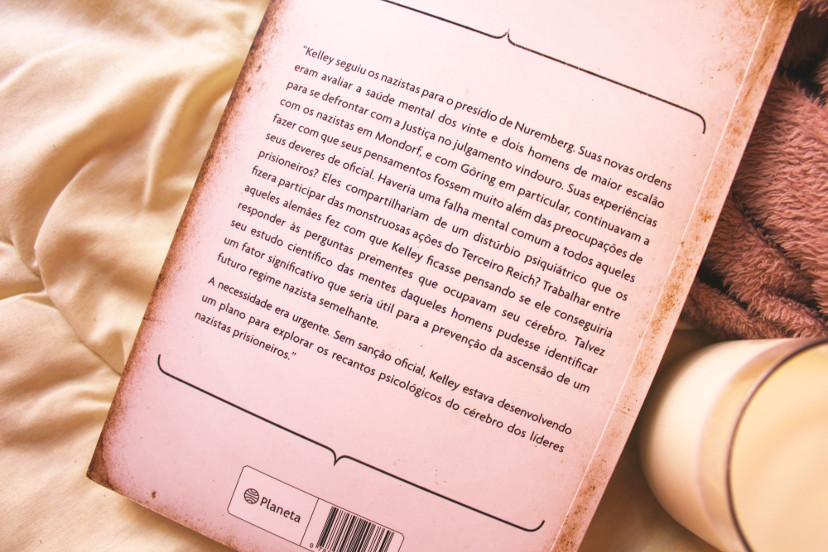 "Kelley seguiu os nazistas para o presídio de Nuremberg. Suas novas ordens
eram avaliar a saúde mental dos vinte e dois homens de maior escalão
para se defrontar com a Justiça no julgamento vindouro. Suas experiências
com os nazistas em Mondorf, e com Göring em particular, continuavam a
fazer com que seus pensamentos fossem muito além das preocupações de
seus deveres de oficial. Haveria uma falha mental comum a todos aqueles
prisioneiros? Eles compartilhariam de um distúrbio psiquiátrico que os
fizera participar das monstruosas ações do Terceiro Reich? Trabalhar entre
aqueles alemães fez com que Kelley ficasse pensando se ele conseguiria
responder às perguntas prementes que ocupavam seu cérebro. Talvez
seu estudo científico das mentes daqueles homens pudesse identificar
um fator significativo que seria útil para a prevenção da ascensão de um
futuro regime nazista semelhante.
A necessidade era urgente. Sem sanção oficial, Kelley estava desenvolvendo
um plano para explorar os recantos psicológicos do cérebro dos líderes
nazistas prisioneiros."
Planeta